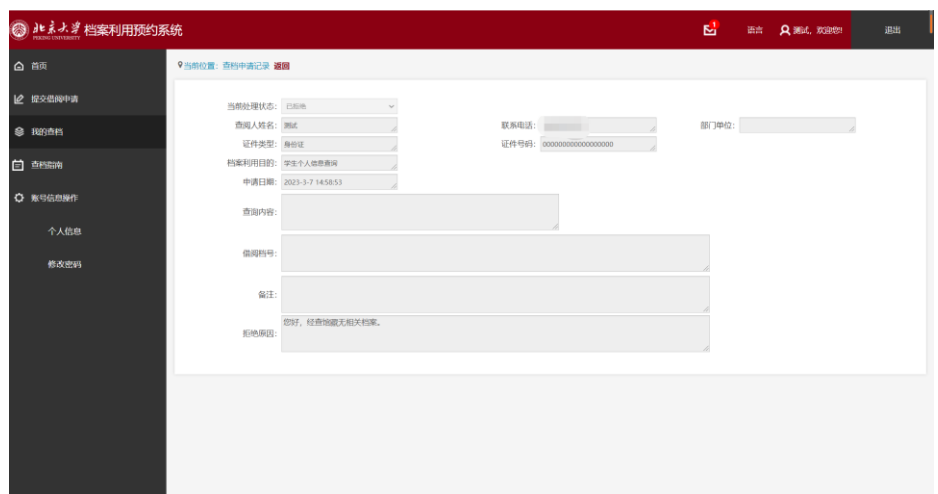 北京大学 档案利用预约系统
PEKING UNIVERSITY
1
语言
测试，欢迎您!
退出
首页
提交借阅申请
我的查档
查档指南
账号信息操作
个人信息
修改密码
当前位置：查档申请记录 返回
当前处理状态： 已拒绝
查阅人姓名： 测试 联系电话： 部门单位：
证件类型： 身份证 证件号码： 000000000000000000
档案利用目的： 学生个人信息查询
申请日期： 2023-3-7 14:58:53
查询内容：
借阅档号：
备注：
拒绝原因： 您好，经查馆藏无相关档案。